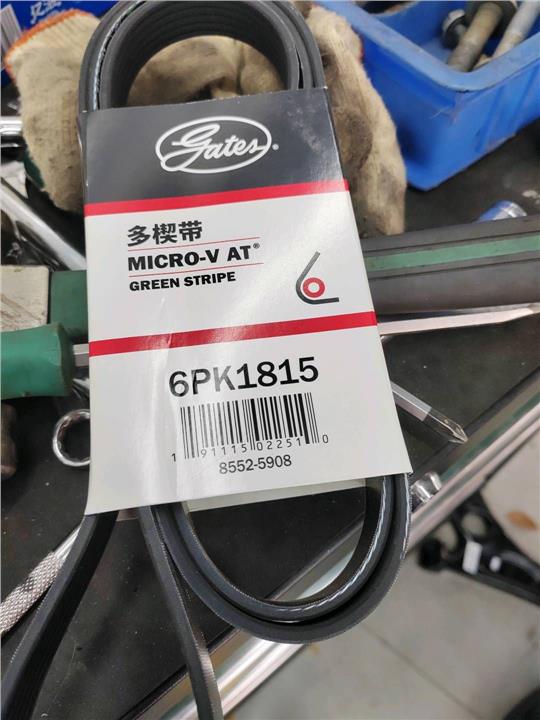 Gates®
多楔带
MICRO-V AT®
GREEN STRIPE
6PK1815
1 91115 02251 0
8552-5908